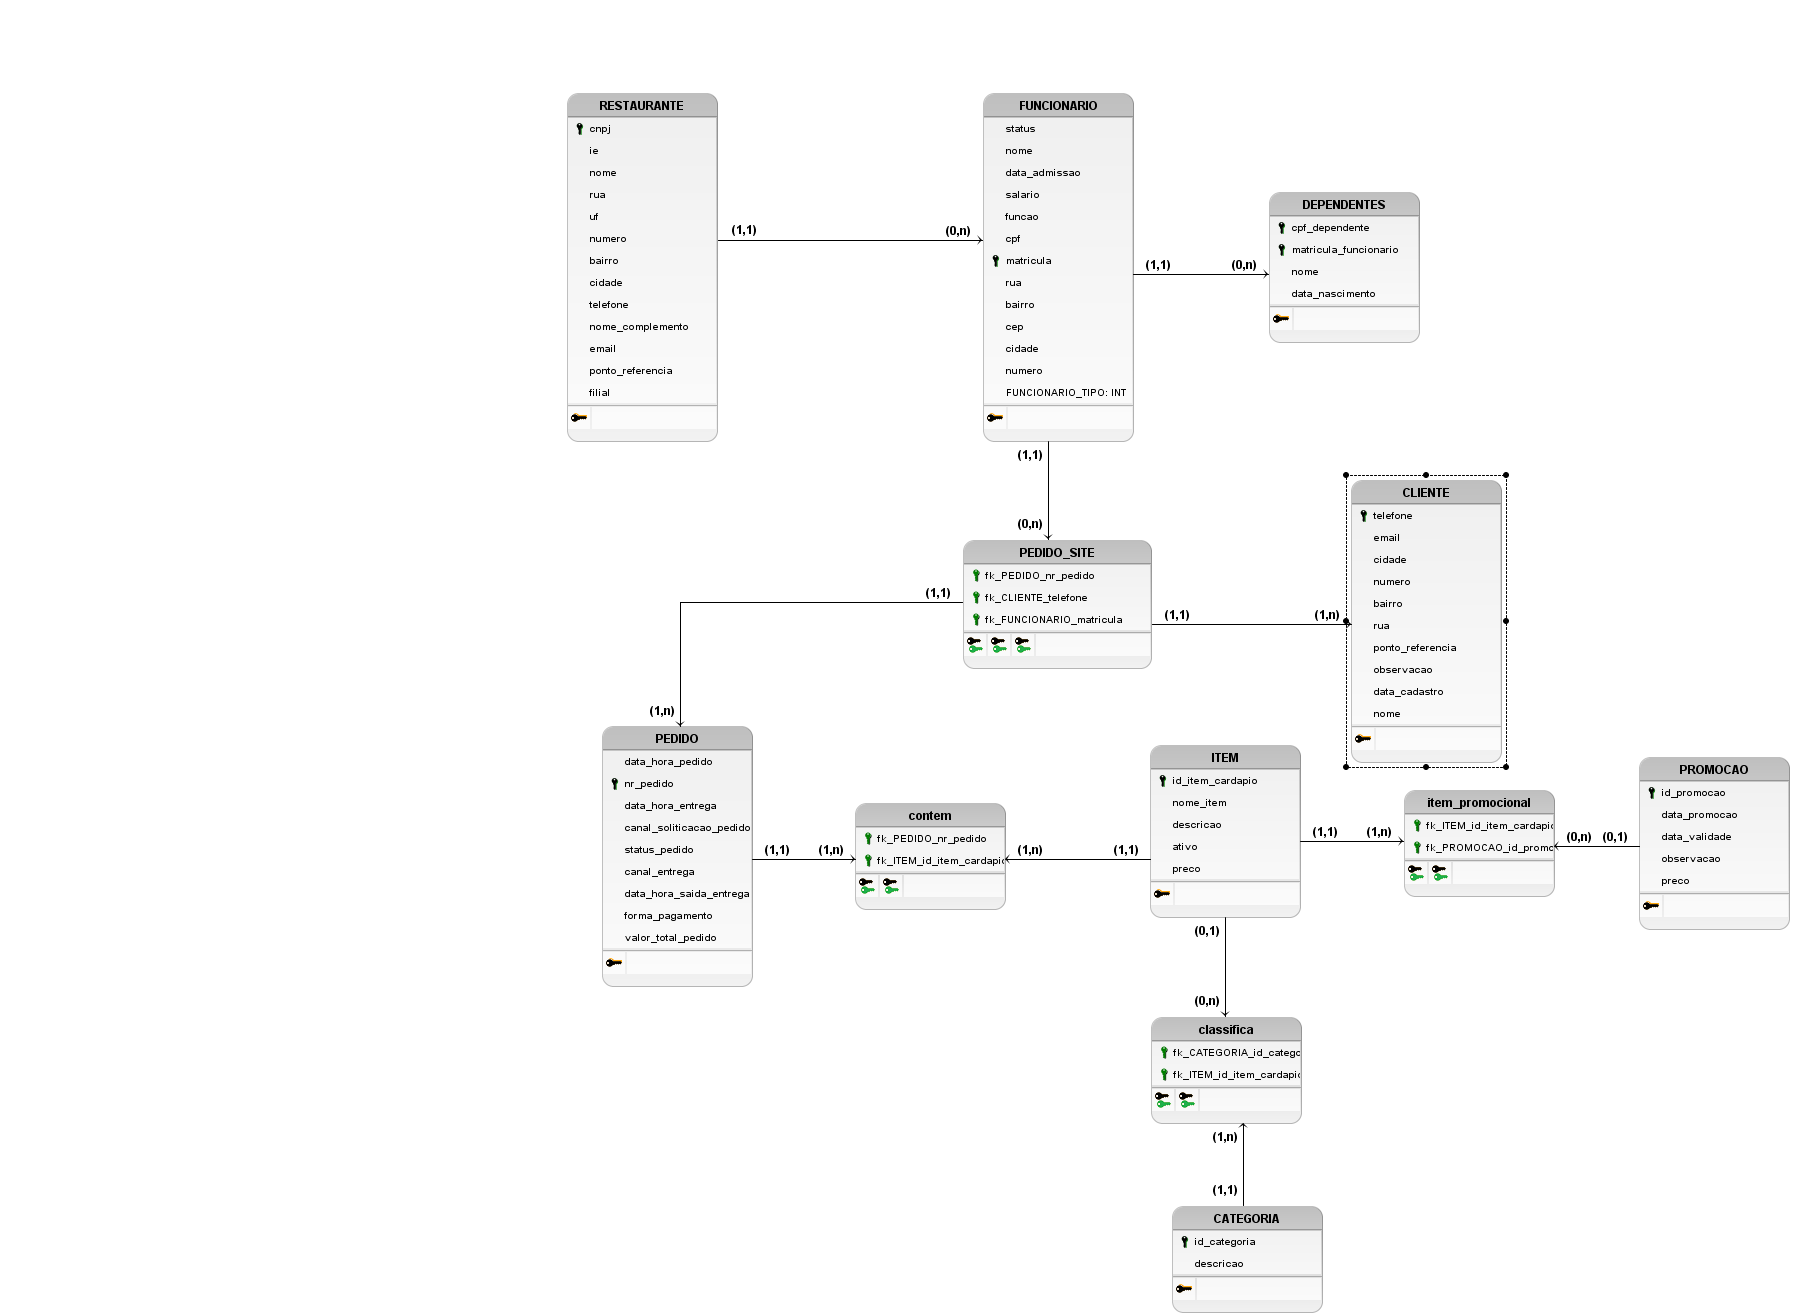 RESTAURANTE
cnpj
ie
nome
rua
uf
numero
bairro
cidade
telefone
nome_complemento
email
ponto_referencia
filial
(1,1)
(0,n)
FUNCIONARIO
status
nome
data_admissao
salario
funcao
cpf
matricula
rua
bairro
cep
cidade
numero
FUNCIONARIO_TIPO: INT
(1,1)
(0,n)
DEPENDENTES
cpf_dependente
matricula_funcionario
nome
data_nascimento
(1,1)
(0,n)
PEDIDO_SITE
fk_PEDIDO_nr_pedido
fk_CLIENTE_telefone
fk_FUNCIONARIO_matricula
(1,1)
(1,n)
(1,1)
(1,n)
CLIENTE
telefone
email
cidade
numero
bairro
rua
ponto_referencia
observacao
data_cadastro
nome
PEDIDO
data_hora_pedido
nr_pedido
data_hora_entrega
canal_soliticacao_pedido
status_pedido
canal_entrega
data_hora_saida_entrega
forma_pagamento
valor_total_pedido
(1,1)
(1,n)
contem
fk_PEDIDO_nr_pedido
fk_ITEM_id_item_cardapio
(1,n)
(1,1)
ITEM
id_item_cardapio
nome_item
descricao
ativo
preco
(1,1)
(1,n)
item_promocional
fk_ITEM_id_item_cardapio
fk_PROMOCAO_id_promo
(0,n)
(0,1)
PROMOCAO
id_promocao
data_promocao
data_validade
observacao
preco
(0,1)
(0,n)
classifica
fk_CATEGORIA_id_catego
fk_ITEM_id_item_cardapio
(1,n)
(1,1)
CATEGORIA
id_categoria
descricao